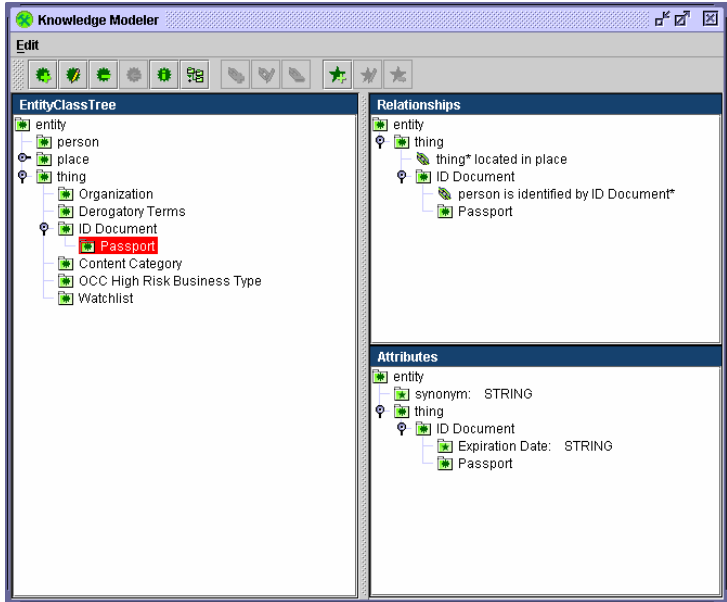 Knowledge Modeler
Edit
EntityClassTree
entity
person
place
thing
Organization
Derogatory Terms
ID Document
Passport
Content Category
OCC High Risk Business Type
Watchlist
Relationships
entity
thing
thing* located in place
ID Document
person is identified by ID Document*
Passport
Attributes
entity
synonym: STRING
thing
ID Document
Expiration Date: STRING
Passport